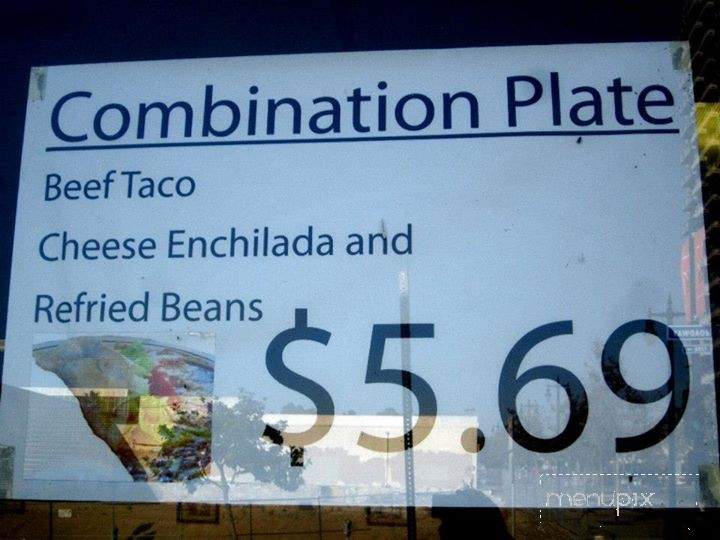 Combination Plate
Beef Taco
Cheese Enchilada and
Refried Beans
$5.69
menupix